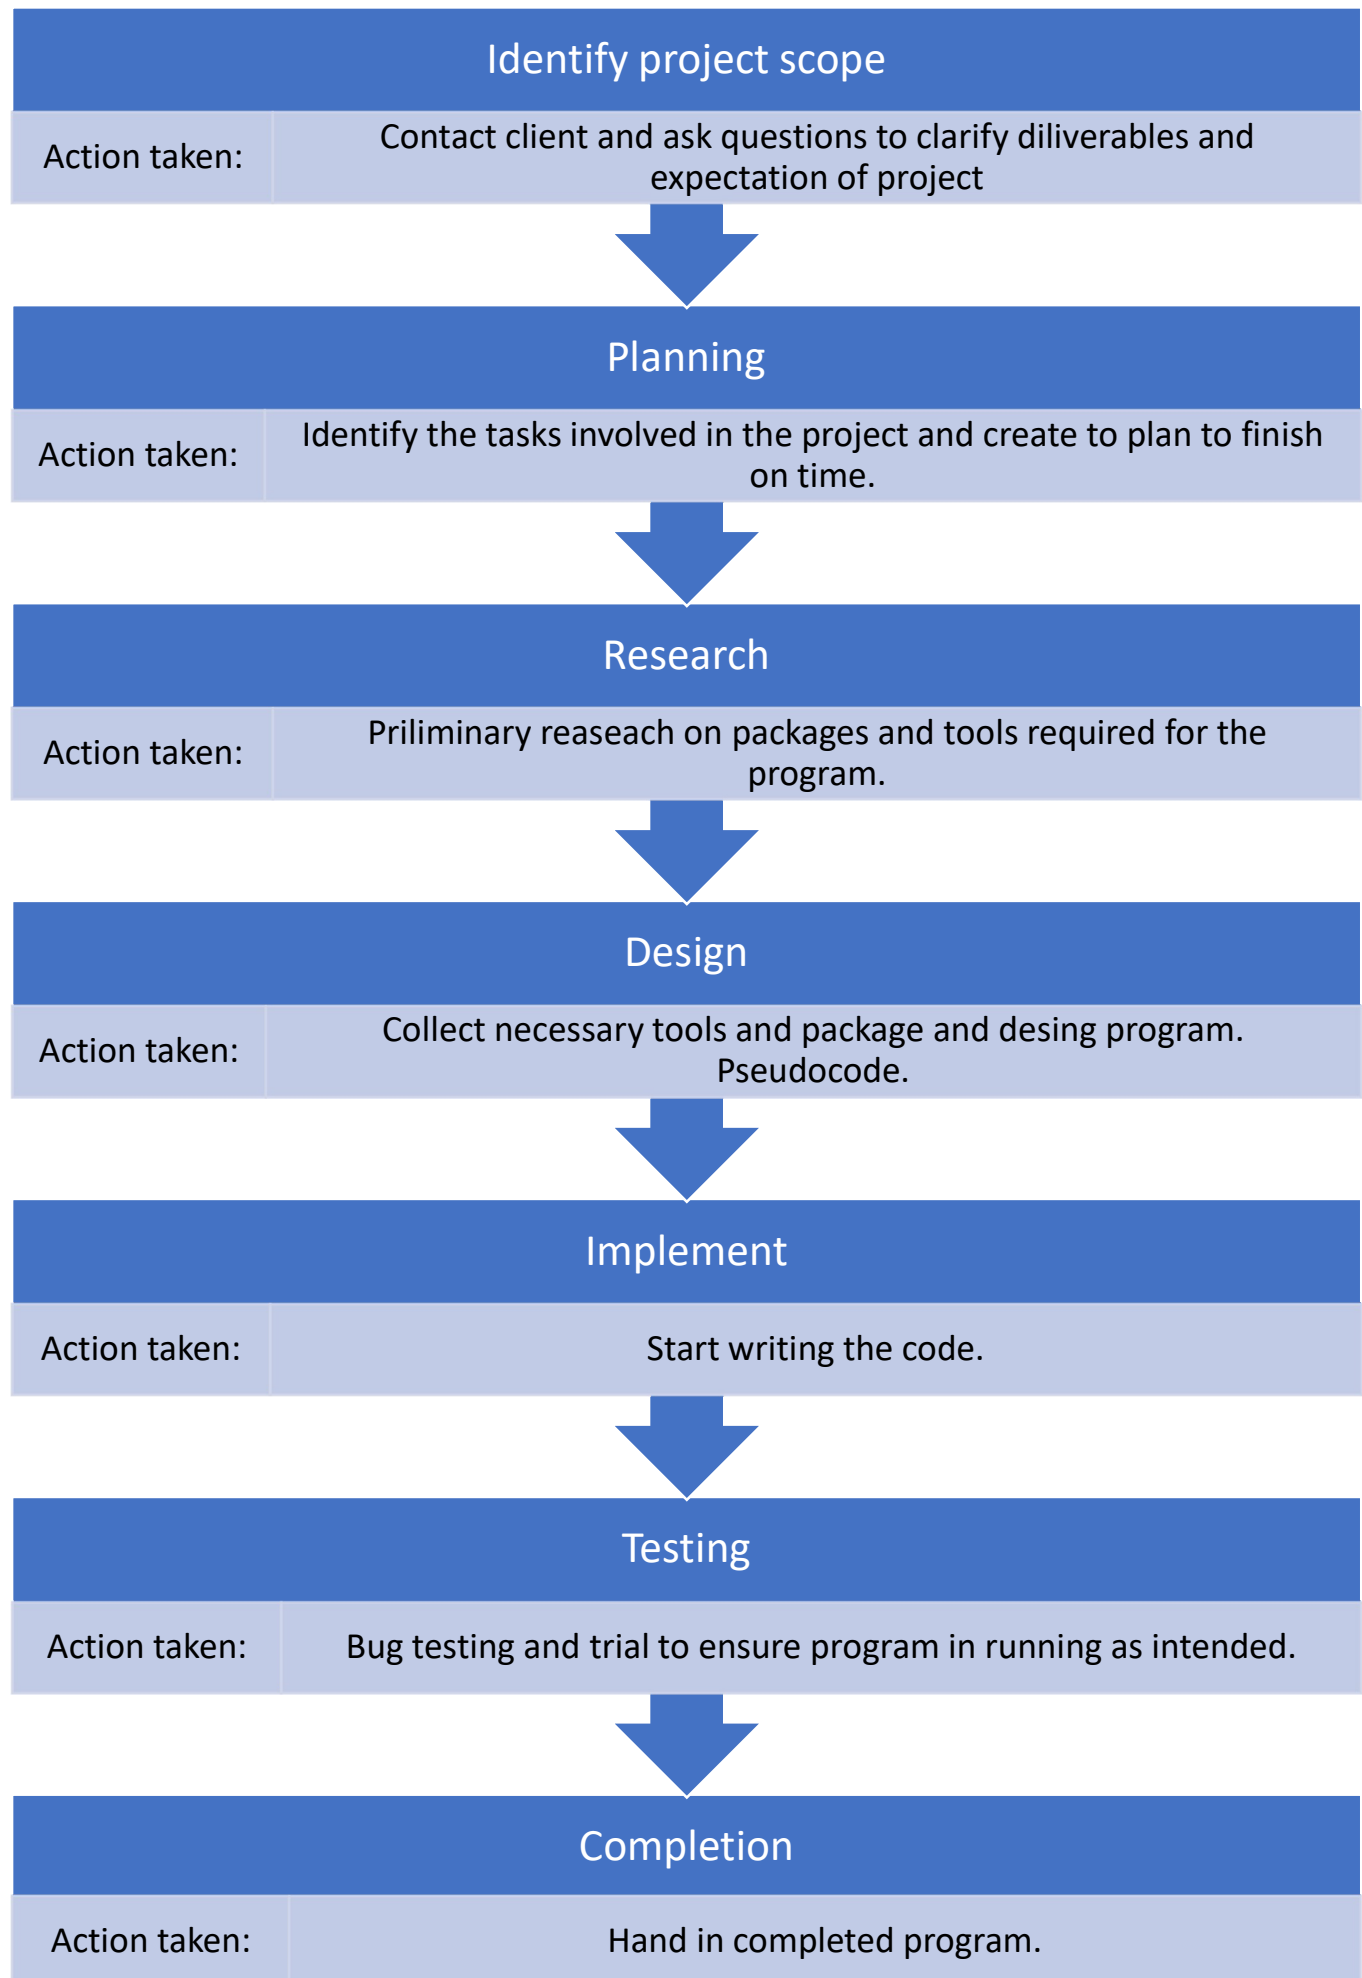 Identify project scope
Action taken:
Contact client and ask questions to clarify diliverables and
expectation of project
Planning
Action taken:
Identify the tasks involved in the project and create to plan to finish
on time.
Research
Action taken:
Priliminary reaseach on packages and tools required for the
program.
Design
Action taken:
Collect necessary tools and package and desing program.
Pseudocode.
Implement
Action taken:
Start writing the code.
Testing
Action taken:
Bug testing and trial to ensure program in running as intended.
Completion
Action taken:
Hand in completed program.